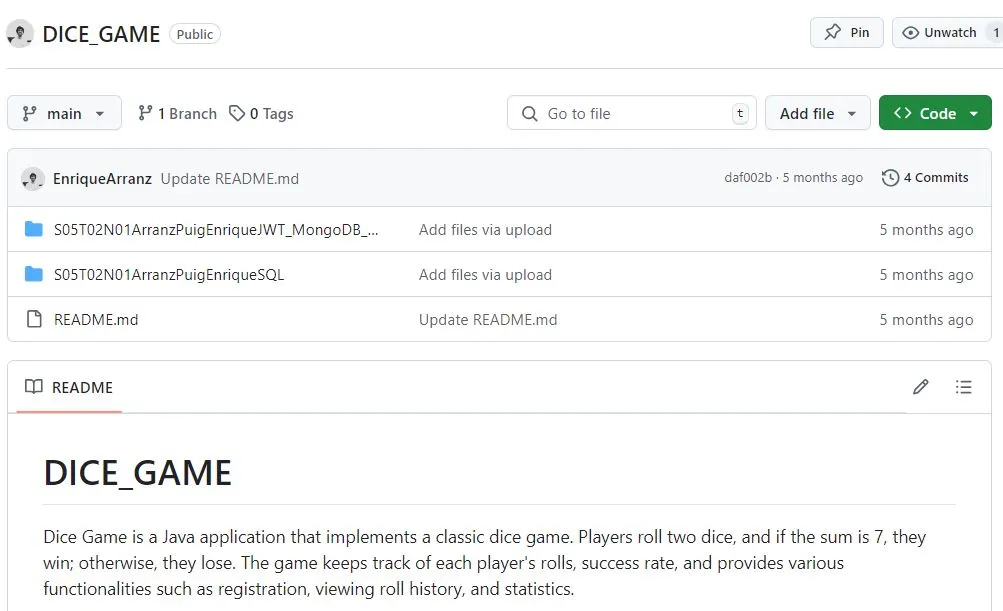 DICE_GAME Public Pin Unwatch 1
main 1 Branch 0 Tags Go to file t Add file Code
EnriqueArranz Update README.md daf002b · 5 months ago 4 Commits
S05T02N01ArranzPuigEnriqueJWT_MongoDB_... Add files via upload 5 months ago
S05T02N01ArranzPuigEnriqueSQL Add files via upload 5 months ago
README.md Update README.md 5 months ago
README
DICE_GAME
Dice Game is a Java application that implements a classic dice game. Players roll two dice, and if the sum is 7, they
win; otherwise, they lose. The game keeps track of each player's rolls, success rate, and provides various
functionalities such as registration, viewing roll history, and statistics.